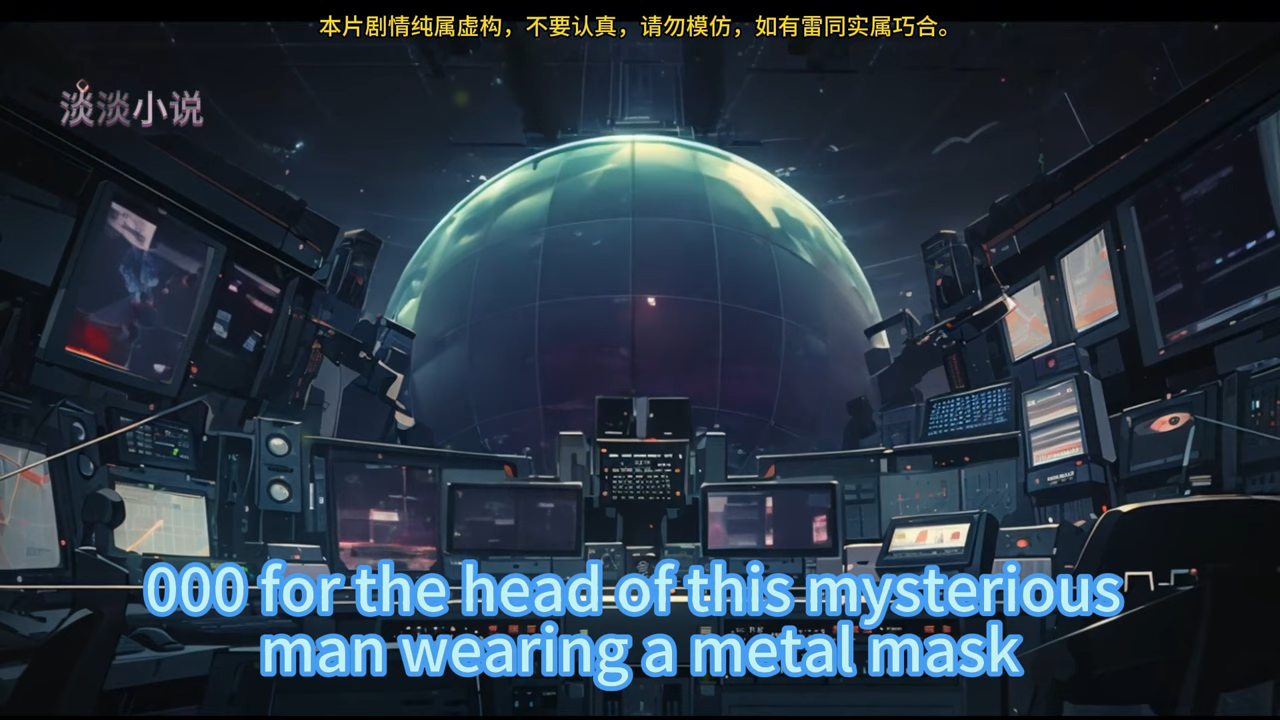 本片剧情纯属虚构，不要认真，请勿模仿，如有雷同实属巧合。
淡淡小说
000 for the head of this mysterious
man wearing a metal mask